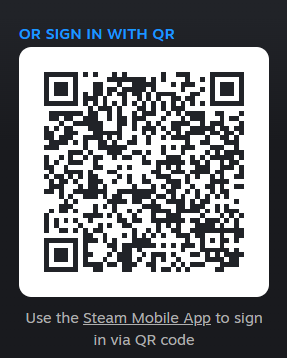 OR SIGN IN WITH QR
Use the Steam Mobile App to sign
in via QR code